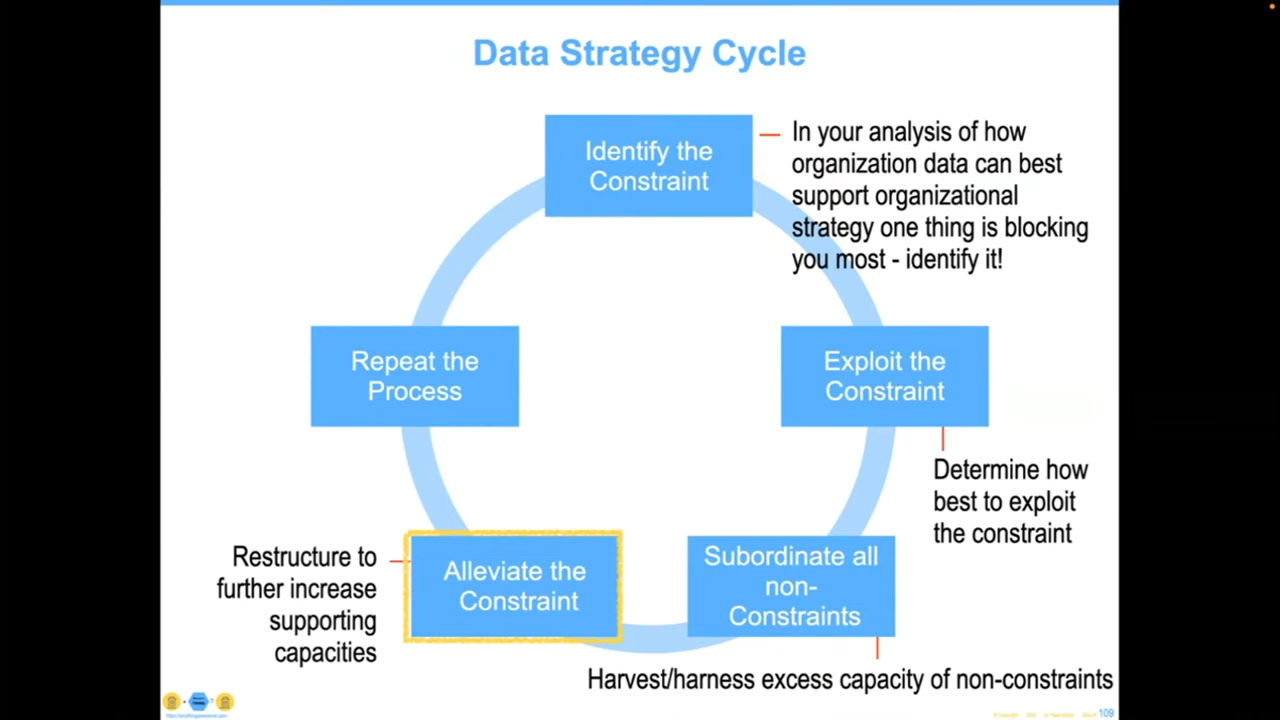 Data Strategy Cycle
Identify the
Constraint
In your analysis of how
organization data can best
support organizational
strategy one thing is blocking
you most - identify it!
Exploit the
Constraint
Determine how
best to exploit
the constraint
Subordinate all
non-
Constraints
Harvest/harness excess capacity of non-constraints
Alleviate the
Constraint
Restructure to
further increase
supporting
capacities
Repeat the
Process
109